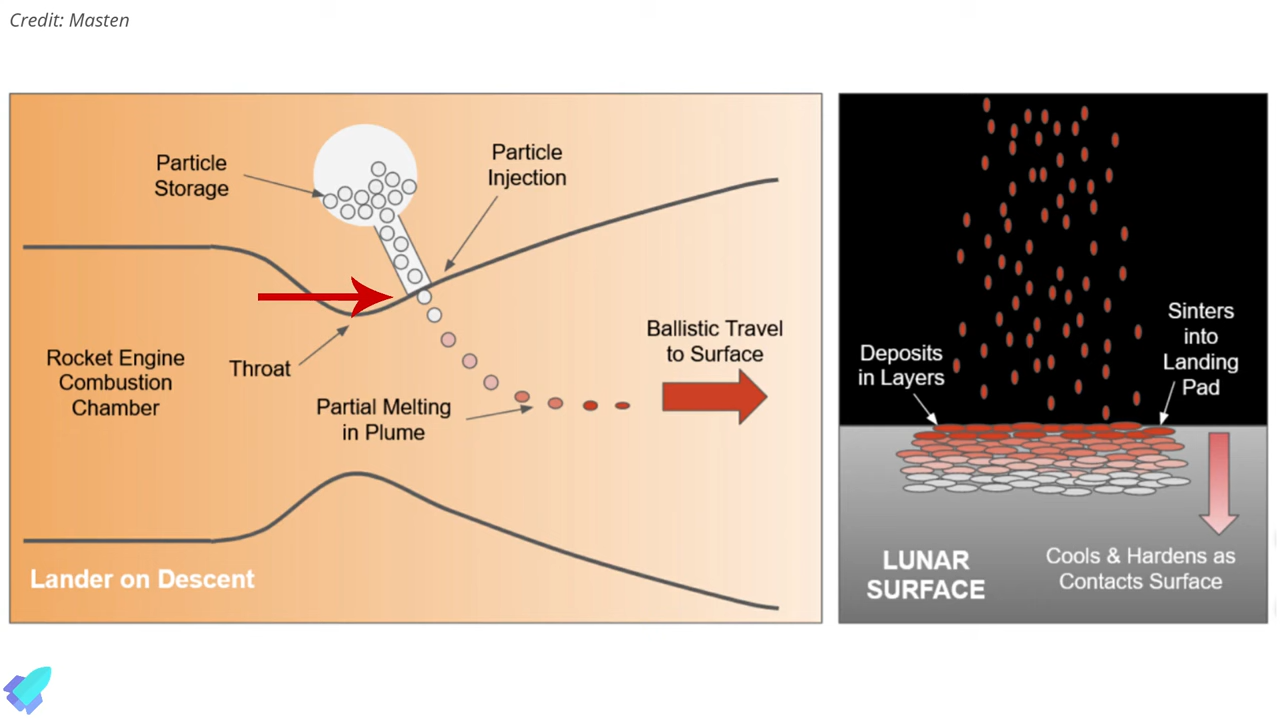 Credit: Masten
Particle
Storage
Particle
Injection
Rocket Engine
Combustion
Chamber
Throat
Partial Melting
in Plume
Ballistic Travel
to Surface
Lander on Descent
Deposits
in Layers
Sinters
into
Landing
Pad
LUNAR
SURFACE
Cools & Hardens as
Contacts Surface